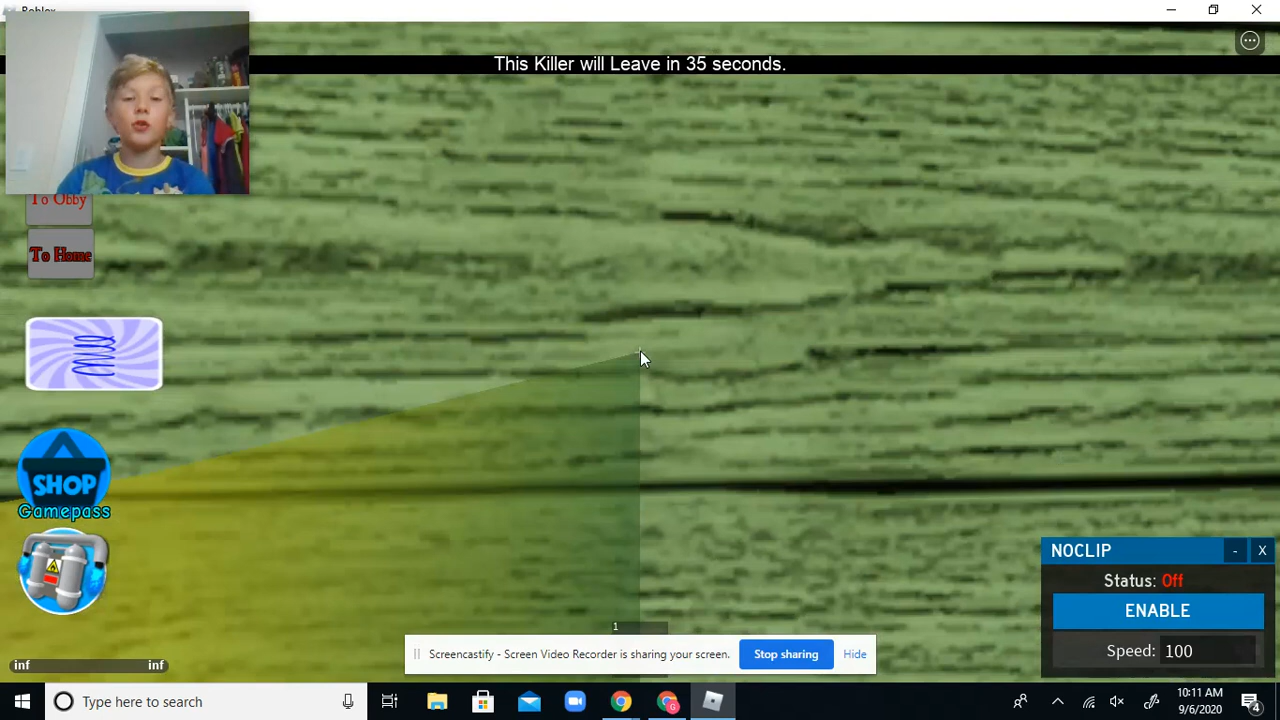 Roblox
This Killer will Leave in 35 seconds.
To Obby
To Home
SHOP
Gamepass
inf
inf
1
NOCLIP
-
X
Status: Off
ENABLE
Speed: 100
Screencastify - Screen Video Recorder is sharing your screen.
Stop sharing
Hide
Type here to search
10:11 AM
9/6/2020
4